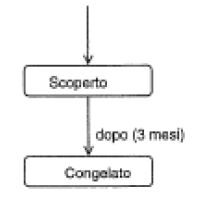 Scoperto
dopo (3 mesi)
Congelato